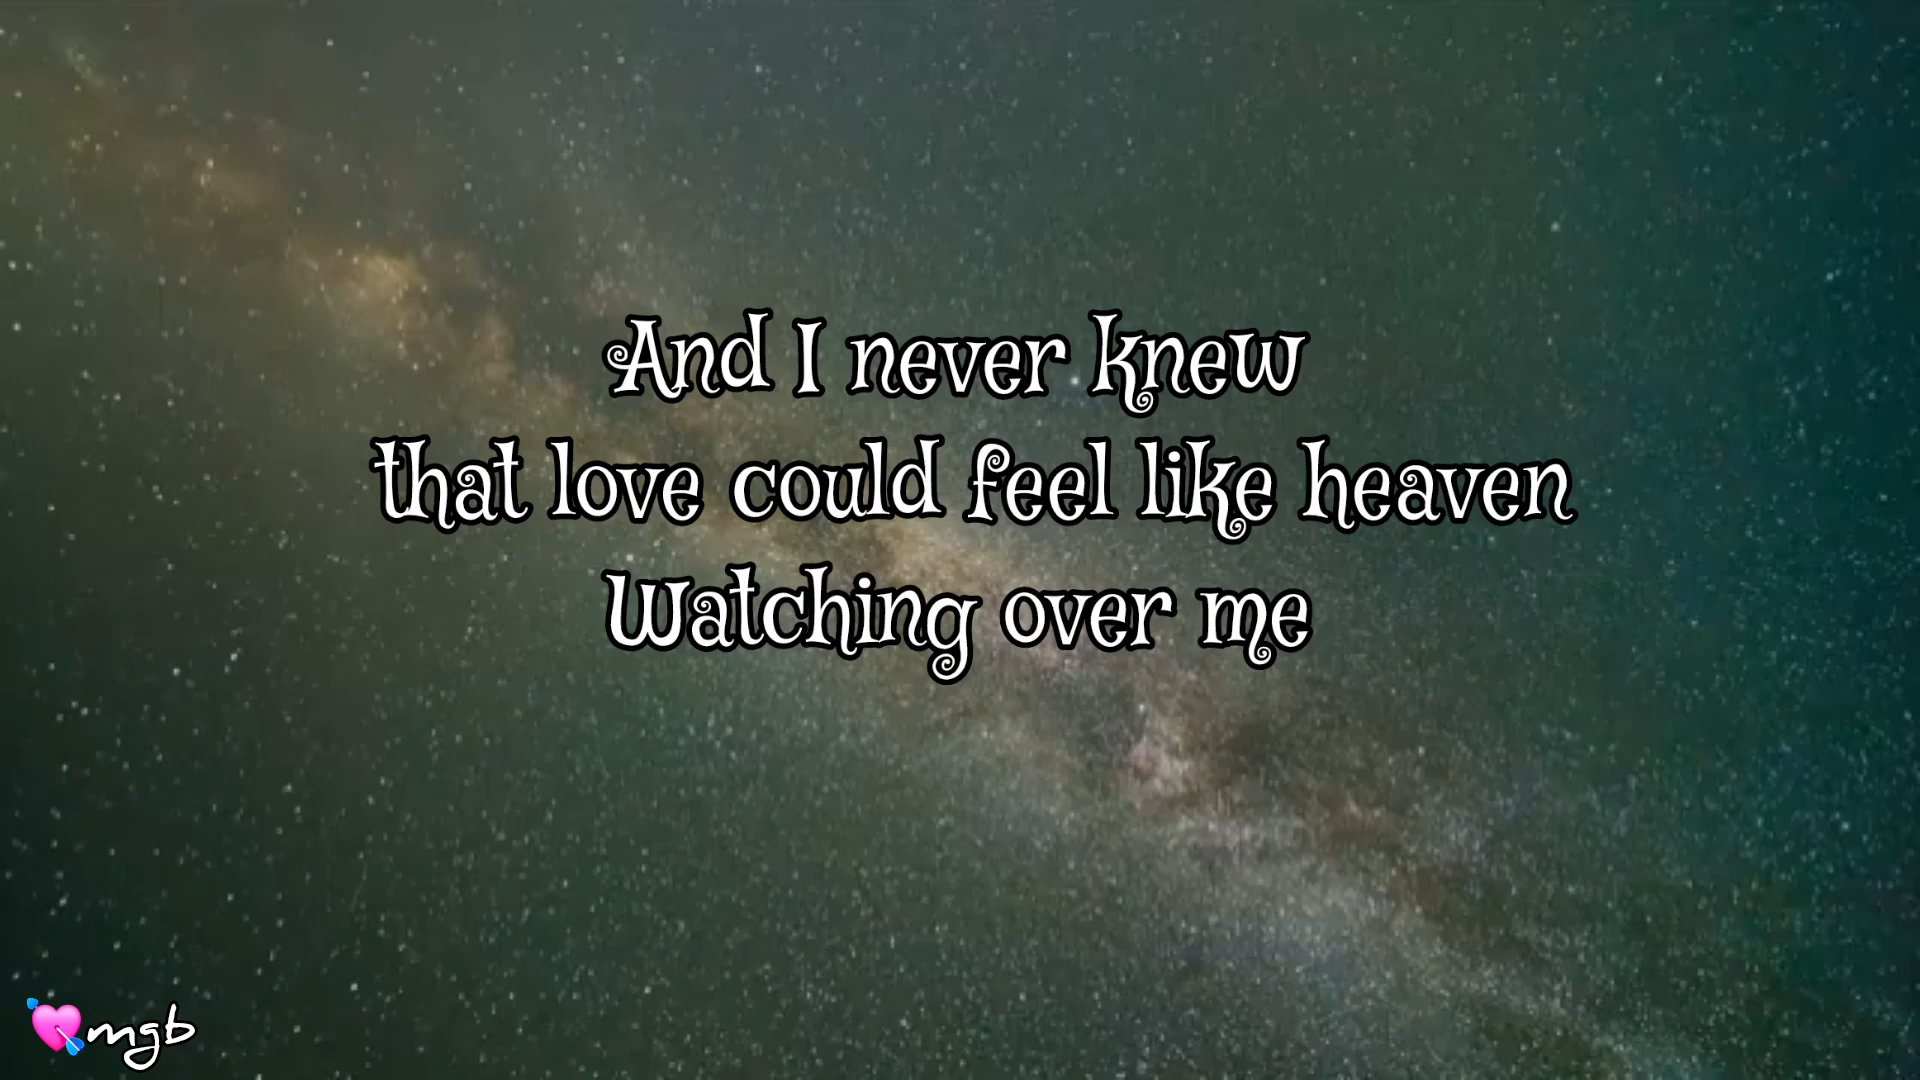 And I never knew
that love could feel like heaven
Watching over me
mgb